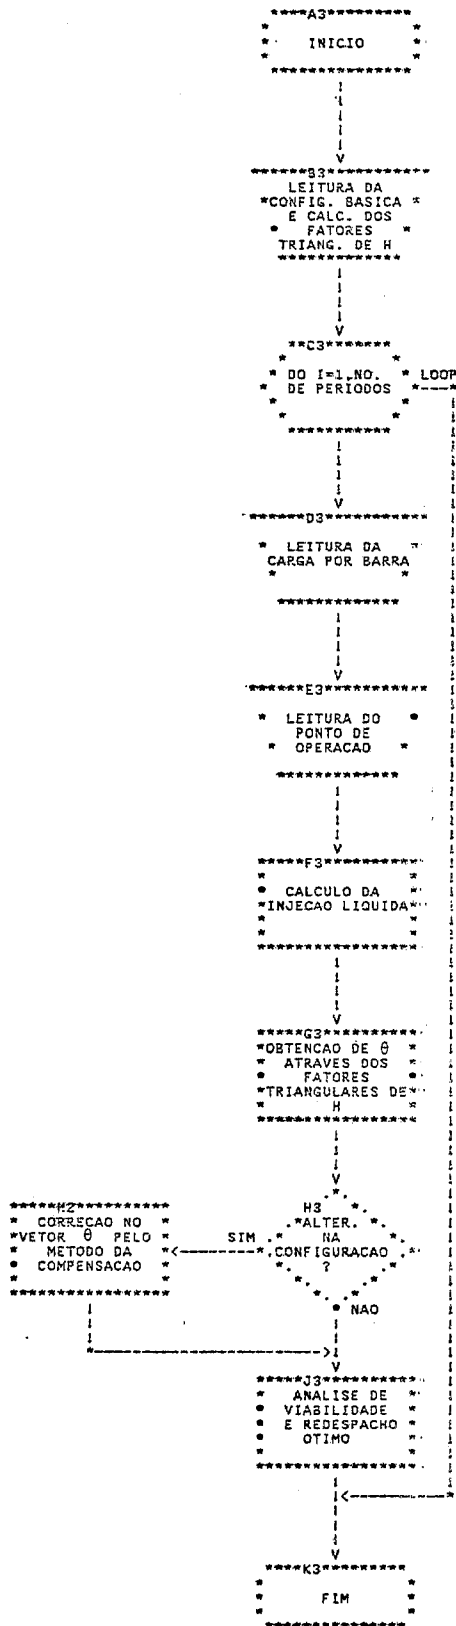 A3
INICIO
B3
LEITURA DA
CONFIG. BASICA
E CALC. DOS
FATORES
TRIANG. DE H
C3
DO I=1,NO.
DE PERIODOS
LOOP
D3
LEITURA DA
CARGA POR BARRA
E3
LEITURA DO
PONTO DE
OPERACAO
F3
CALCULO DA
INJECAO LIQUIDA
G3
OBTENCAO DE θ
ATRAVES DOS
FATORES
TRIANGULARES DE
H
H3
ALTER.
NA
CONFIGURACAO
?
SIM
NAO
H2
CORRECAO NO
VETOR θ PELO
METODO DA
COMPENSACAO
J3
ANALISE DE
VIABILIDADE
E REDESPACHO
OTIMO
K3
FIM